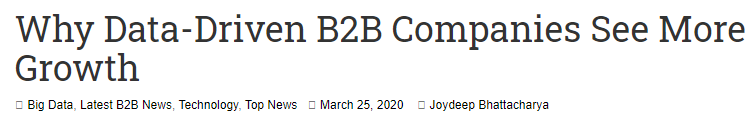 Why Data-Driven B2B Companies See More
Growth
Big Data, Latest B2B News, Technology, Top News March 25, 2020 Joydeep Bhattacharya